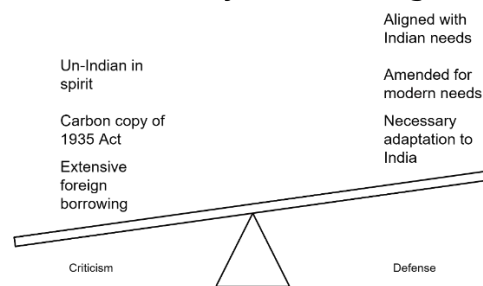 Un-Indian in
spirit
Carbon copy of
1935 Act
Extensive
foreign
borrowing
Aligned with
Indian needs
Amended for
modern needs
Necessary
adaptation to
India
Criticism
Defense